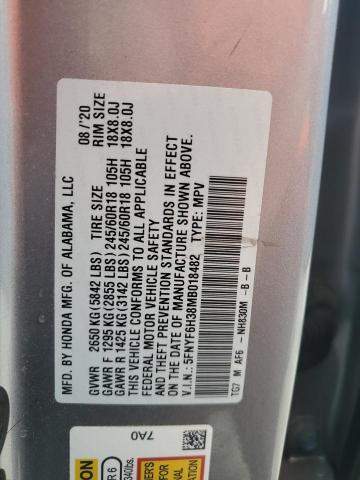 MFD. BY HONDA MFG. OF ALABAMA, LLC 08/'20
GVWR 2650 KG (5842 LBS) TIRE SIZE RIM SIZE
GAWR F 1295 KG (2855 LBS) 245/60R18 105H 18X8.0J
GAWR R 1425 KG (3142 LBS) 245/60R18 105H 18X8.0J
THIS VEHICLE CONFORMS TO ALL APPLICABLE
FEDERAL MOTOR VEHICLE SAFETY
AND THEFT PREVENTION STANDARDS IN EFFECT
ON THE DATE OF MANUFACTURE SHOWN ABOVE.
V.I.N.: 5FNYF6H38MB018482 TYPE: MPV
TG7 M AF6 - NH830M -B -B
7A0
ION
R 6
340lbs.